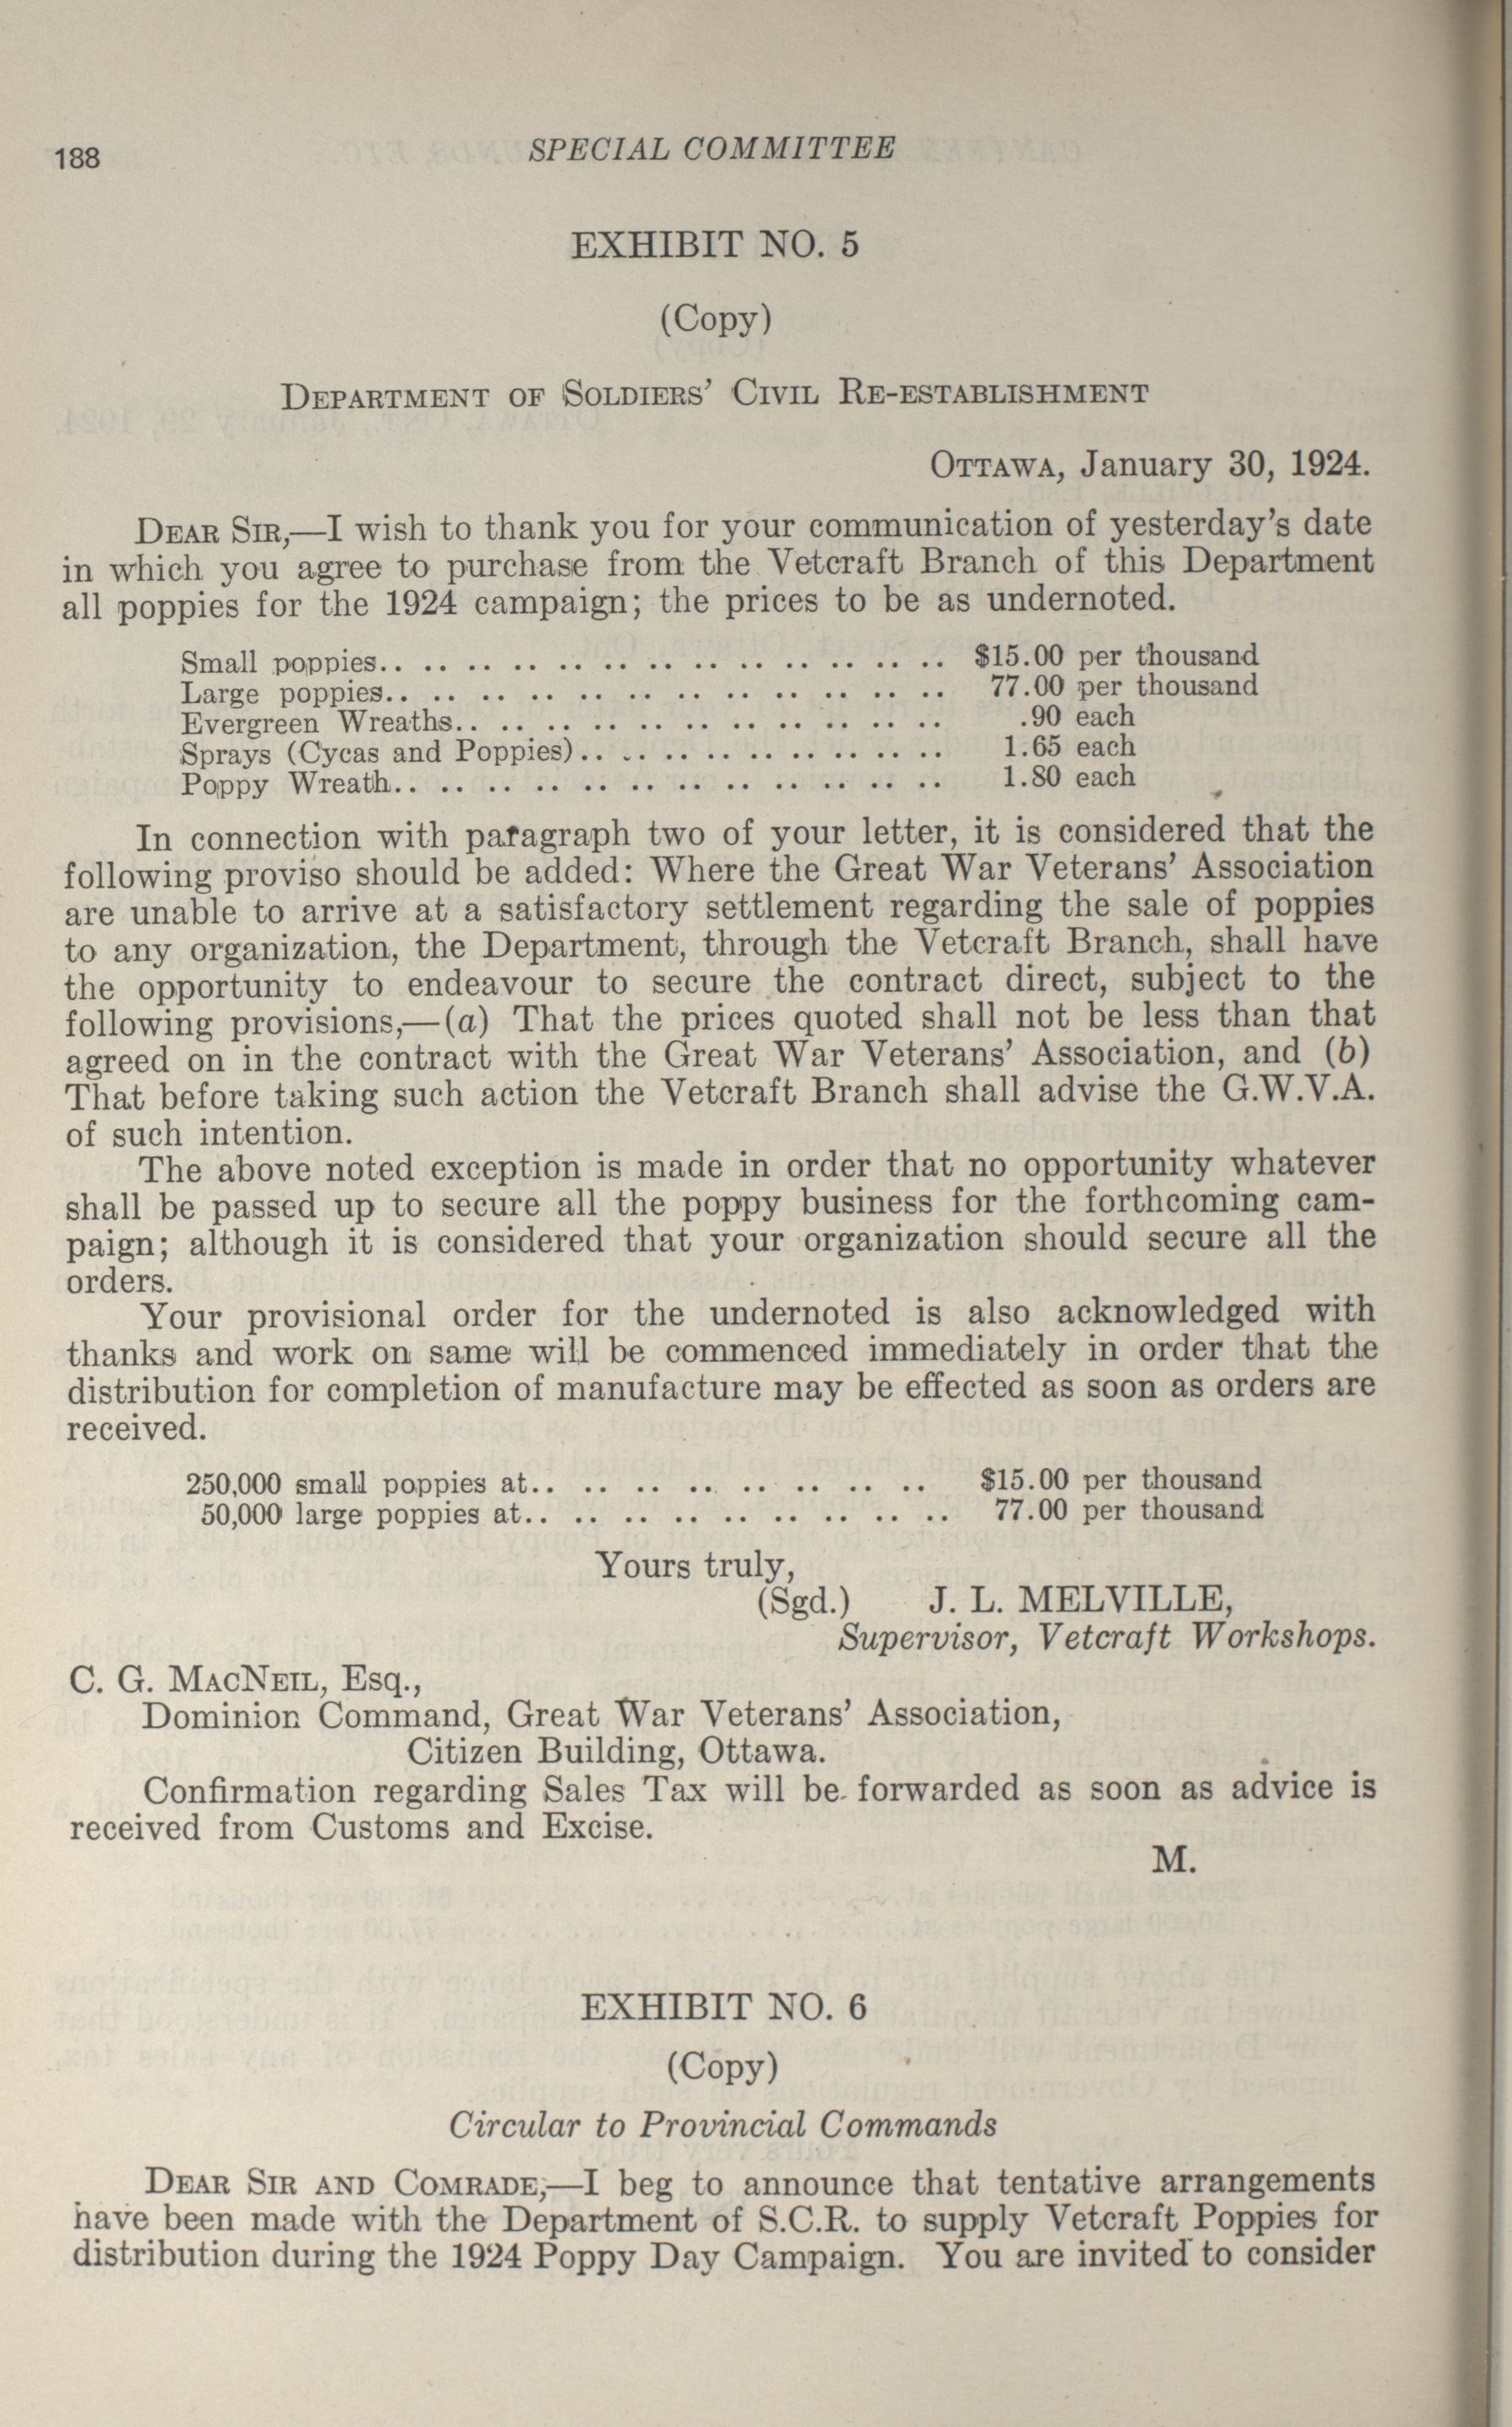 188
SPECIAL COMMITTEE
EXHIBIT NO. 5
(Copy)
DEPARTMENT OF SOLDIERS' CIVIL RE-ESTABLISHMENT
OTTAWA, January 30, 1924.
DEAR SIR,—I wish to thank you for your communication of yesterday's date
in which you agree to purchase from the Vetcraft Branch of this Department
all poppies for the 1924 campaign; the prices to be as undernoted.
Small poppies.. .. .. .. .. .. .. .. .. .. .. .. .. $15.00 per thousand
Large poppies.. .. .. .. .. .. .. .. .. .. .. .. 77.00 per thousand
Evergreen Wreaths.. .. .. .. .. .. .. .. .. .. .. .90 each
Sprays (Cycas and Poppies).. .. .. .. .. .. .. .. .. 1.65 each
Poppy Wreath.. .. .. .. .. .. .. .. .. .. .. .. 1.80 each
In connection with paragraph two of your letter, it is considered that the
following proviso should be added: Where the Great War Veterans' Association
are unable to arrive at a satisfactory settlement regarding the sale of poppies
to any organization, the Department, through the Vetcraft Branch, shall have
the opportunity to endeavour to secure the contract direct, subject to the
following provisions,—(a) That the prices quoted shall not be less than that
agreed on in the contract with the Great War Veterans' Association, and (b)
That before taking such action the Vetcraft Branch shall advise the G.W.V.A.
of such intention.
The above noted exception is made in order that no opportunity whatever
shall be passed up to secure all the poppy business for the forthcoming cam-
paign; although it is considered that your organization should secure all the
orders.
Your provisional order for the undernoted is also acknowledged with
thanks and work on same will be commenced immediately in order that the
distribution for completion of manufacture may be effected as soon as orders are
received.
250,000 small poppies at.. .. .. .. .. .. .. .. $15.00 per thousand
50,000 large poppies at.. .. .. .. .. .. .. .. .. 77.00 per thousand
Yours truly,
(Sgd.) J. L. MELVILLE,
Supervisor, Vetcraft Workshops.
C. G. MACNEIL, Esq.,
Dominion Command, Great War Veterans' Association,
Citizen Building, Ottawa.
Confirmation regarding Sales Tax will be forwarded as soon as advice is
received from Customs and Excise.
M.
EXHIBIT NO. 6
(Copy)
Circular to Provincial Commands
DEAR SIR AND COMRADE,—I beg to announce that tentative arrangements
have been made with the Department of S.C.R. to supply Vetcraft Poppies for
distribution during the 1924 Poppy Day Campaign. You are invited to consider